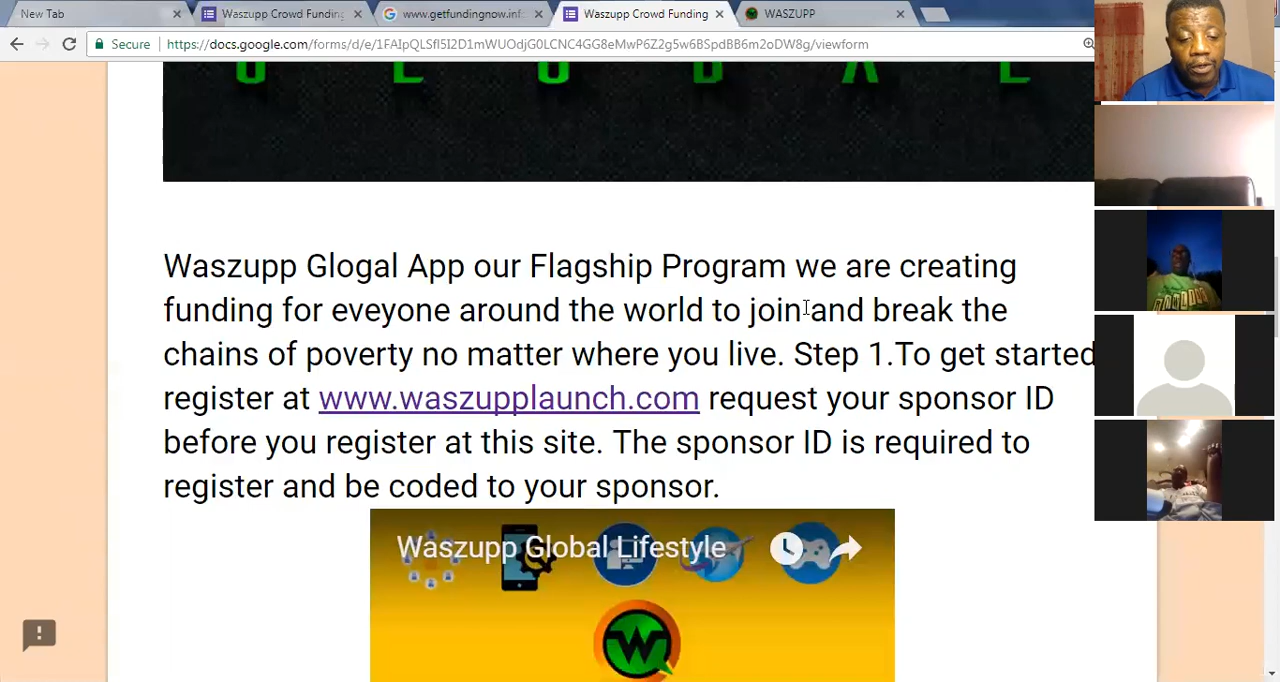 New Tab
Waszupp Crowd Funding
www.getfundingnow.inf
Waszupp Crowd Funding
WASZUPP
Secure
https://docs.google.com/forms/d/e/1FAIpQLSfI5I2D1mWUOdjG0LCNC4GG8eMwP6Z2g5w6BSpdBB6m2oDW8g/viewform
G L O B A L
Waszupp Glogal App our Flagship Program we are creating
funding for eveyone around the world to join and break the
chains of poverty no matter where you live. Step 1.To get started
register at www.waszupplaunch.com request your sponsor ID
before you register at this site. The sponsor ID is required to
register and be coded to your sponsor.
Waszupp Global Lifestyle
W